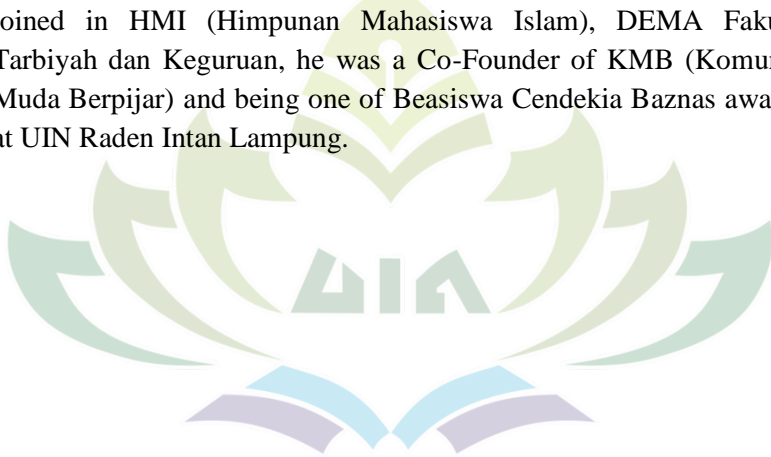 oined in HMI (Himpunan Mahasiswa Islam), DEMA Faku
Tarbiyah dan Keguruan, he was a Co-Founder of KMB (Komun
Muda Berpijar) and being one of Beasiswa Cendekia Baznas awa
at UIN Raden Intan Lampung.
UIN